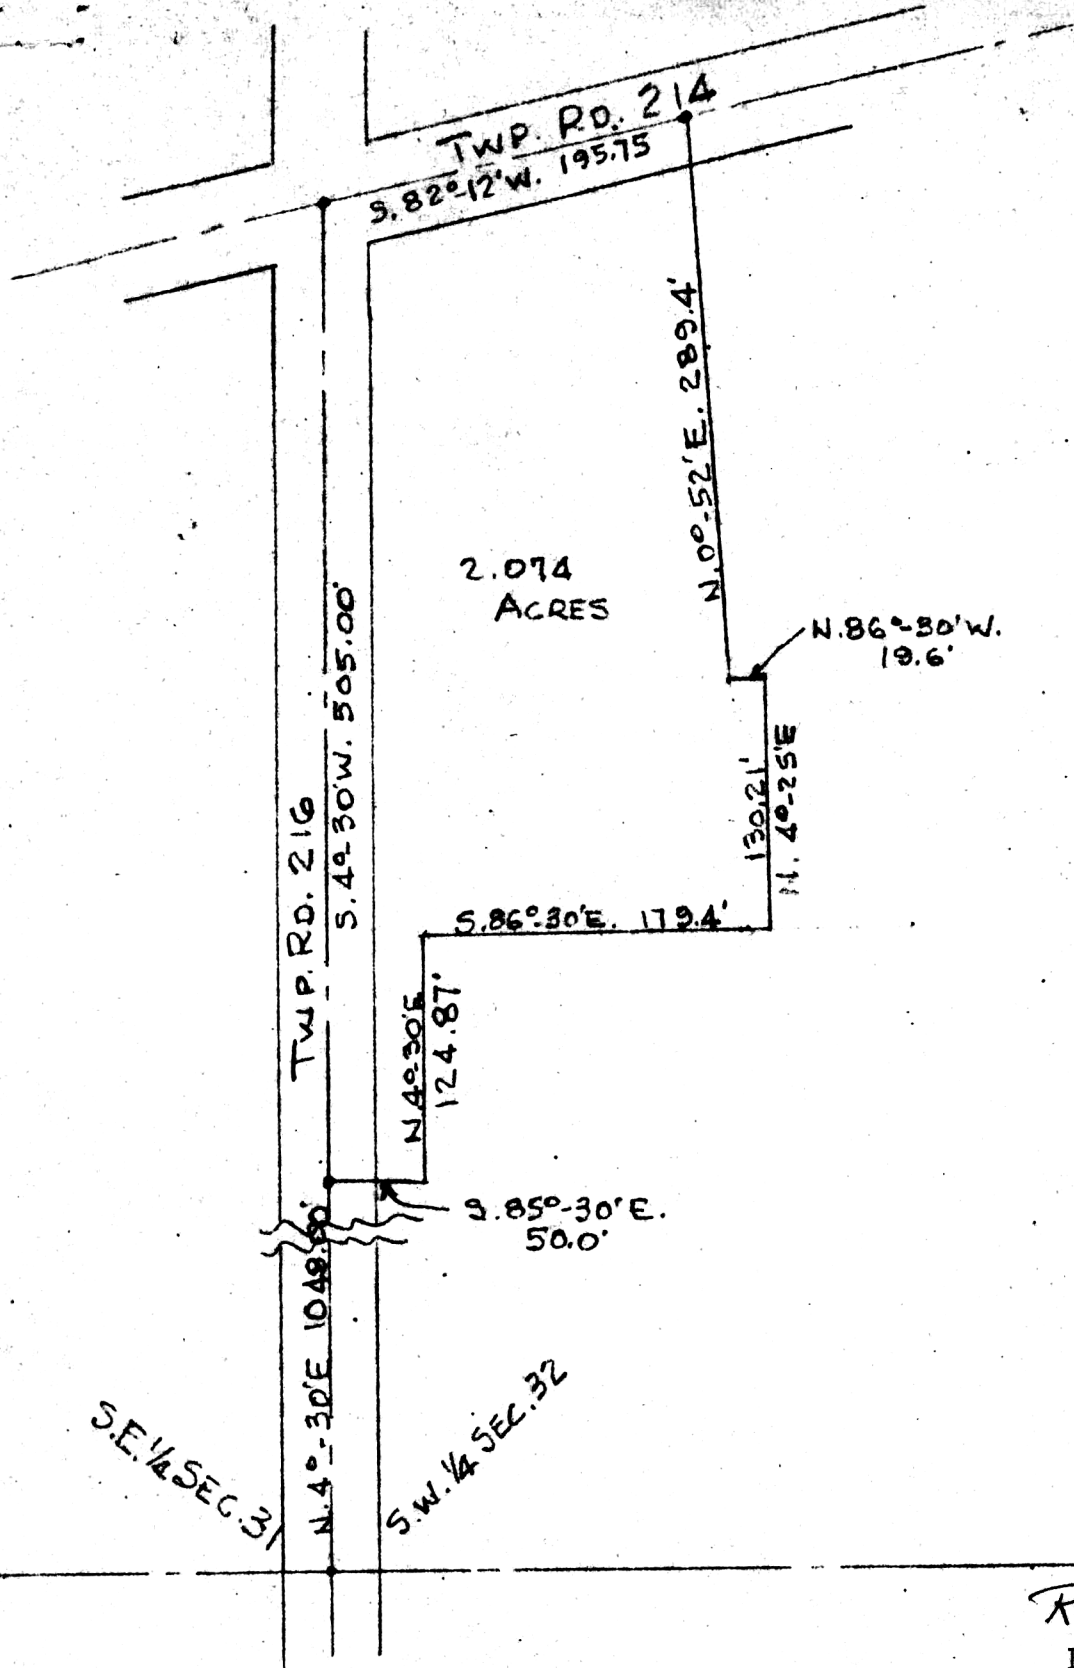 TWP. RD. 214
S. 82°-12'W. 195.75
N. 0°-52'E. 289.4'
2.074
ACRES
N. 86°-30'W.
19.6'
S. 4°-30'W. 505.00'
130.21'
N. 4°-25'E
TWP. RD. 216
S. 86°-30'E. 179.4'
N. 4°-30'E
124.87'
S. 85°-30'E.
50.0'
N. 4°-30'E
S.E. ¼ SEC. 31
S.W. ¼ SEC. 32